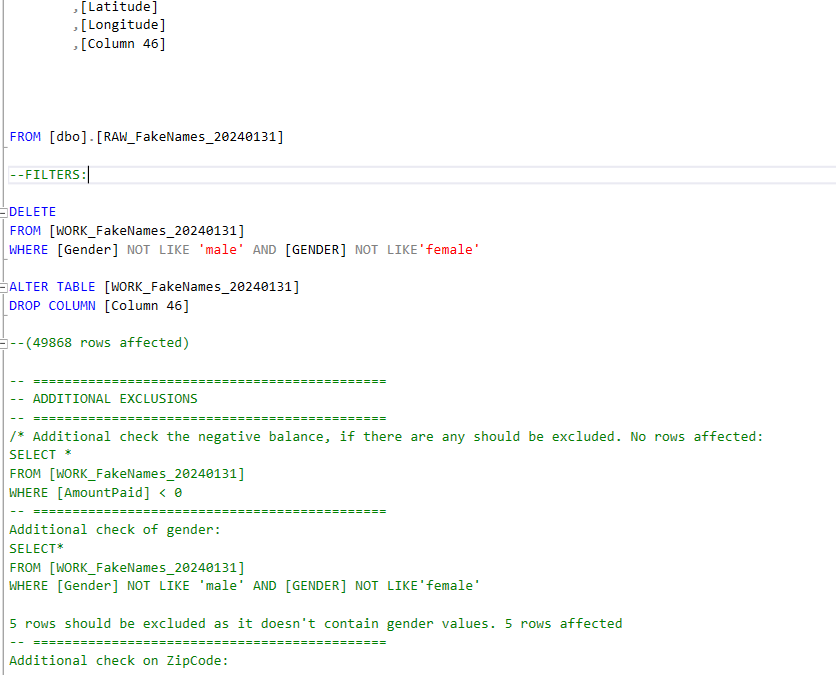 ,[Latitude]
,[Longitude]
,[Column 46]
FROM [dbo].[RAW_FakeNames_20240131]
--FILTERS:
DELETE
FROM [WORK_FakeNames_20240131]
WHERE [Gender] NOT LIKE 'male' AND [GENDER] NOT LIKE'female'
ALTER TABLE [WORK_FakeNames_20240131]
DROP COLUMN [Column 46]
--(49868 rows affected)
-- =============================================
-- ADDITIONAL EXCLUSIONS
-- =============================================
/* Additional check the negative balance, if there are any should be excluded. No rows affected:
SELECT *
FROM [WORK_FakeNames_20240131]
WHERE [AmountPaid] < 0
-- =============================================
Additional check of gender:
SELECT*
FROM [WORK_FakeNames_20240131]
WHERE [Gender] NOT LIKE 'male' AND [GENDER] NOT LIKE'female'
5 rows should be excluded as it doesn't contain gender values. 5 rows affected
-- =============================================
Additional check on ZipCode: